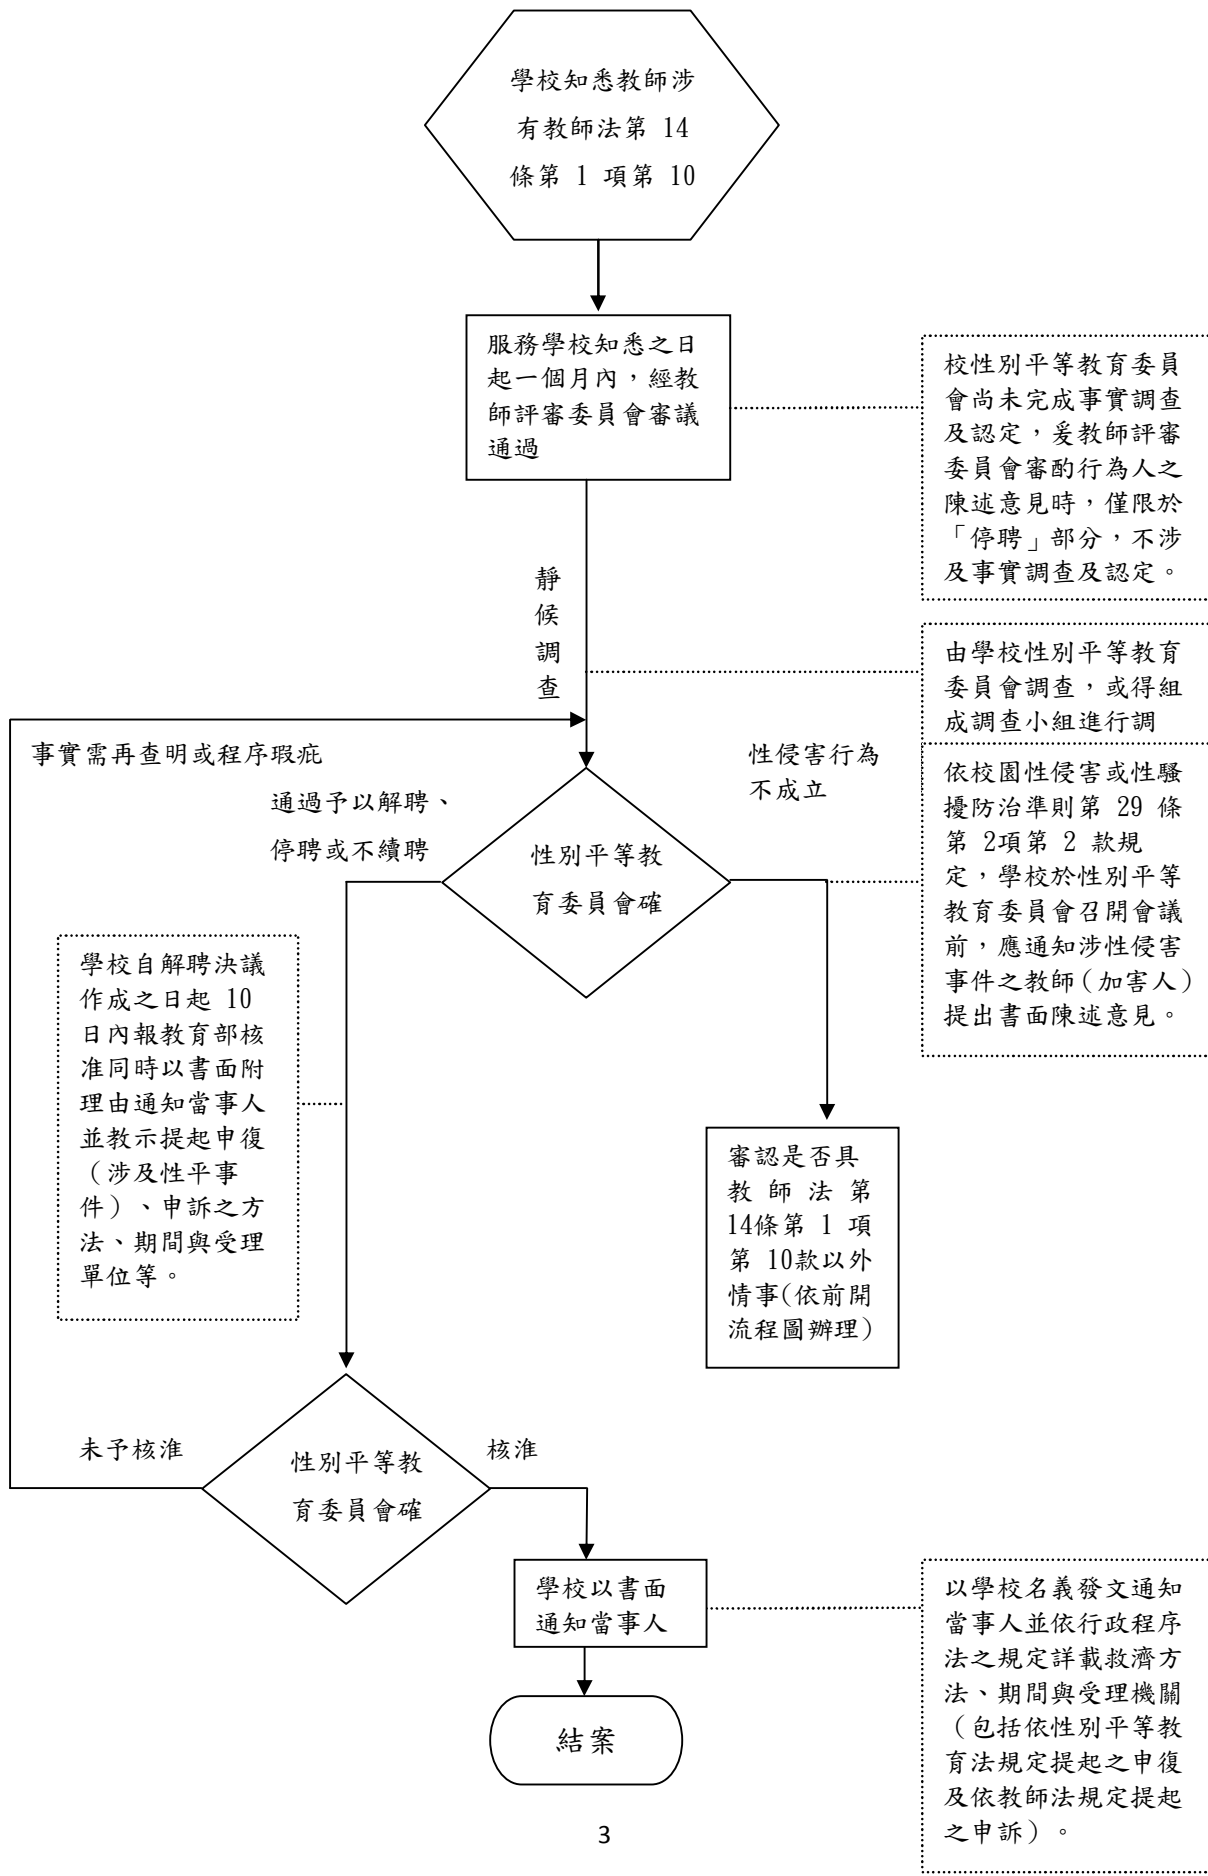 學校知悉教師涉
有教師法第 14
條第 1 項第 10
服務學校知悉之日
起一個月內，經教
師評審委員會審議
通過
校性別平等教育委員
會尚未完成事實調查
及認定，爰教師評審
委員會審酌行為人之
陳述意見時，僅限於
「停聘」部分，不涉
及事實調查及認定。
靜
候
調
查
由學校性別平等教育
委員會調查，或得組
成調查小組進行調
事實需再查明或程序瑕疵
性侵害行為
不成立
依校園性侵害或性騷
擾防治準則第 29 條
第 2項第 2 款規
定，學校於性別平等
教育委員會召開會議
前，應通知涉性侵害
事件之教師(加害人)
提出書面陳述意見。
通過予以解聘、
停聘或不續聘
性別平等教
育委員會確
學校自解聘決議
作成之日起 10
日內報教育部核
准同時以書面附
理由通知當事人
並教示提起申復
（涉及性平事
件）、申訴之方
法、期間與受理
單位等。
審認是否具
教 師 法 第
14條第 1 項
第 10款以外
情事(依前開
流程圖辦理)
未予核淮
性別平等教
育委員會確
核淮
學校以書面
通知當事人
以學校名義發文通知
當事人並依行政程序
法之規定詳載救濟方
法、期間與受理機關
（包括依性別平等教
育法規定提起之申復
及依教師法規定提起
之申訴）。
結案
3